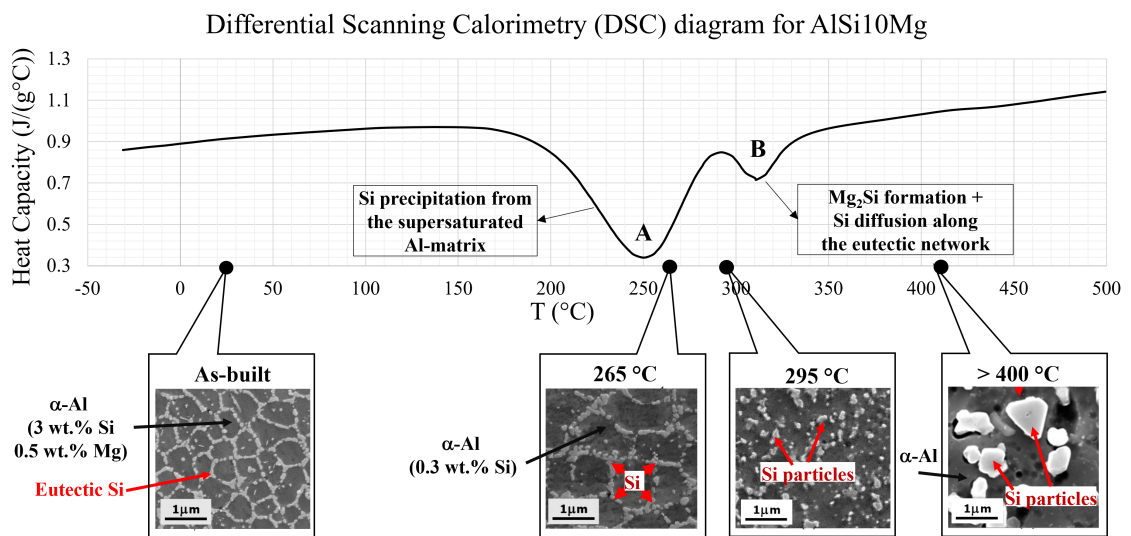 Differential Scanning Calorimetry (DSC) diagram for AlSi10Mg
Heat Capacity (J/(g°C))
1.3
1.1
0.9
0.7
0.5
0.3
A
B
Si precipitation from
the supersaturated
Al-matrix
Mg₂Si formation +
Si diffusion along
the eutectic network
-50
0
50
100
150
200
250
300
350
400
450
500
T (°C)
As-built
α-Al
(3 wt.% Si
0.5 wt.% Mg)
Eutectic Si
1μm
265 °C
α-Al
(0.3 wt.% Si)
Si
1μm
295 °C
Si particles
1μm
> 400 °C
α-Al
Si particles
1μm